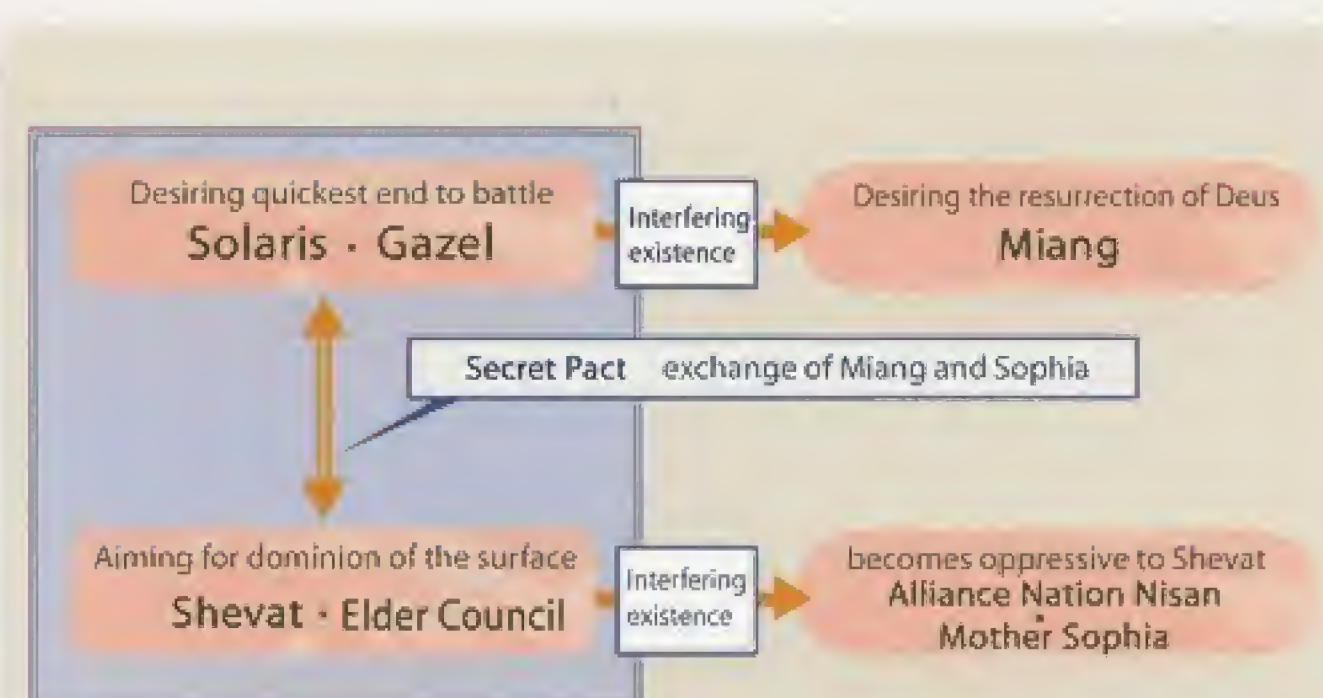 Desiring quickest end to battle
Solaris · Gazel
Interfering
existence
Desiring the resurrection of Deus
Miang
Secret Pact exchange of Miang and Sophia
Aiming for dominion of the surface
Shevat · Elder Council
Interfering
existence
becomes oppressive to Shevat
Alliance Nation Nisan
·
Mother Sophia